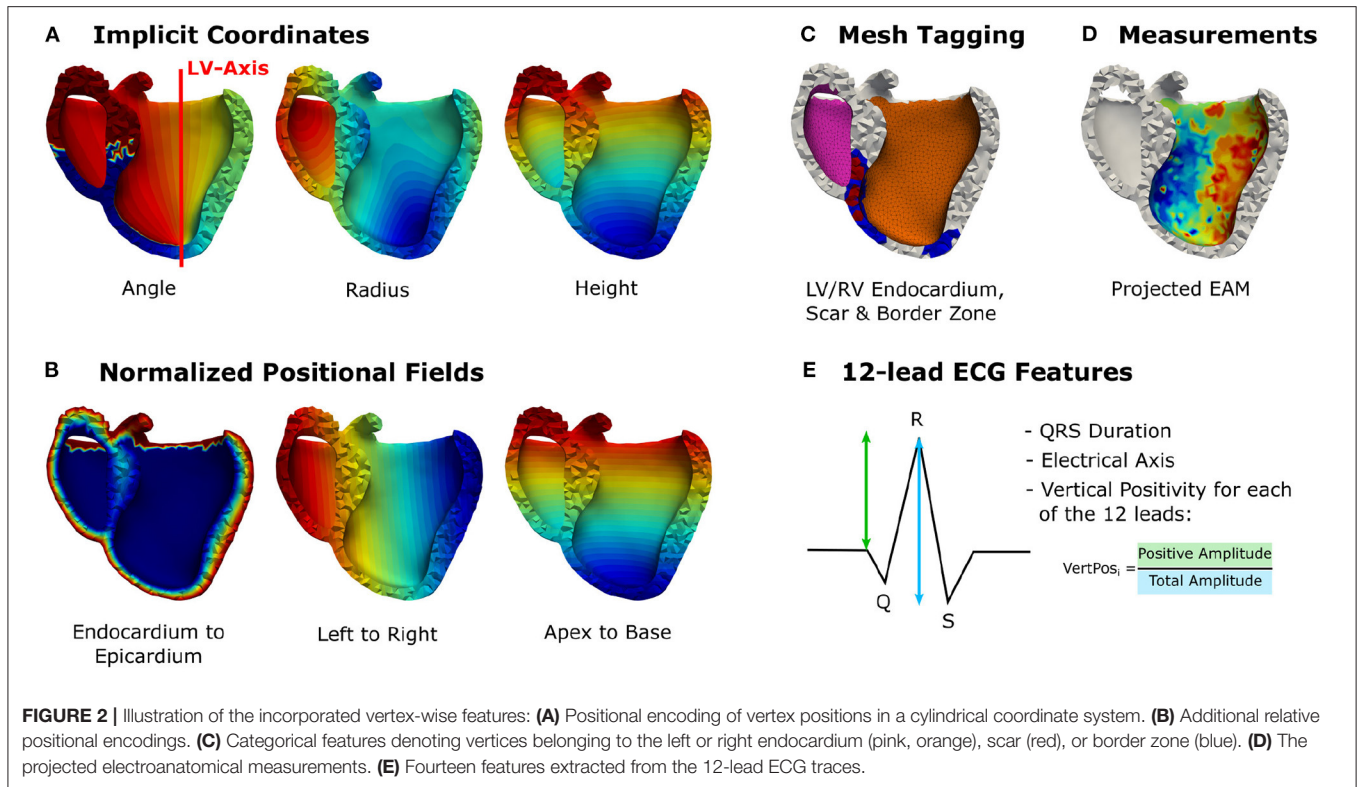 A Implicit Coordinates
LV-Axis
Angle
Radius
Height
C Mesh Tagging
LV/RV Endocardium,
Scar & Border Zone
D Measurements
Projected EAM
B Normalized Positional Fields
Endocardium to
Epicardium
Left to Right
Apex to Base
E 12-lead ECG Features
R
Q
S
- QRS Duration
- Electrical Axis
- Vertical Positivity for each
of the 12 leads:
VertPosᵢ = Positive Amplitude
Total Amplitude
FIGURE 2 | Illustration of the incorporated vertex-wise features: (A) Positional encoding of vertex positions in a cylindrical coordinate system. (B) Additional relative
positional encodings. (C) Categorical features denoting vertices belonging to the left or right endocardium (pink, orange), scar (red), or border zone (blue). (D) The
projected electroanatomical measurements. (E) Fourteen features extracted from the 12-lead ECG traces.